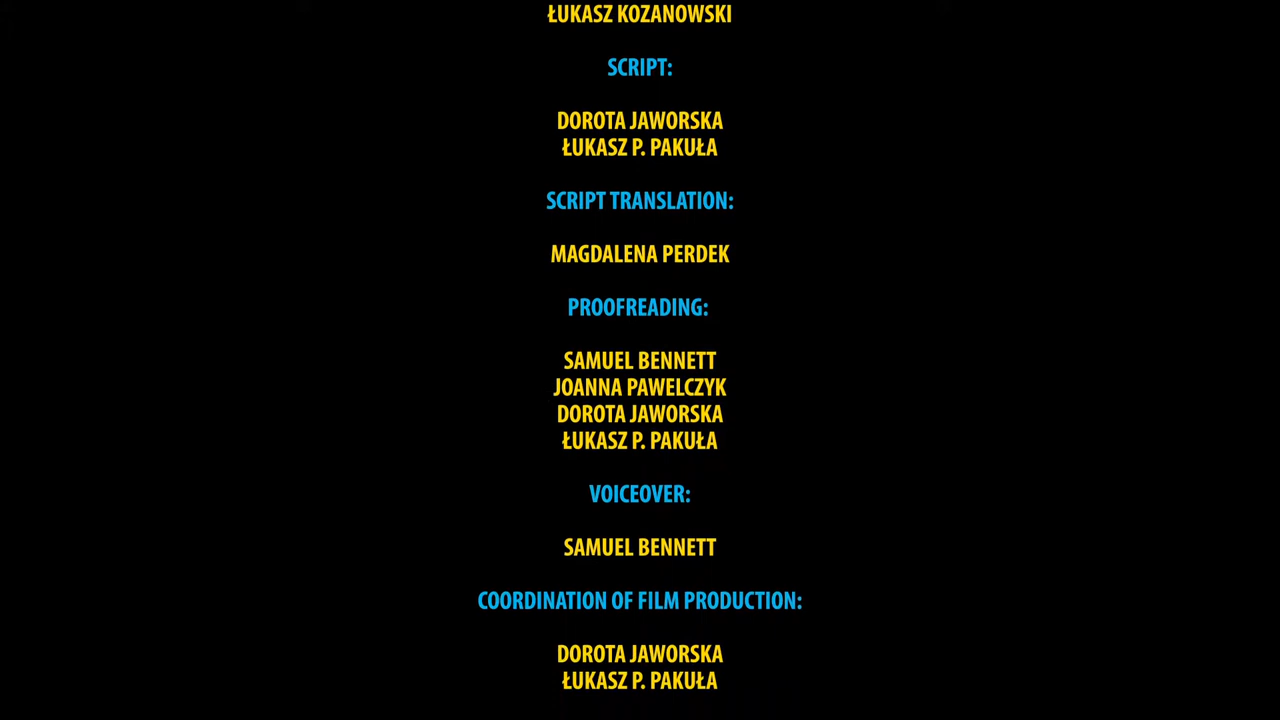 ŁUKASZ KOZANOWSKI
SCRIPT:
DOROTA JAWORSKA
ŁUKASZ P. PAKUŁA
SCRIPT TRANSLATION:
MAGDALENA PERDEK
PROOFREADING:
SAMUEL BENNETT
JOANNA PAWELCZYK
DOROTA JAWORSKA
ŁUKASZ P. PAKUŁA
VOICEOVER:
SAMUEL BENNETT
COORDINATION OF FILM PRODUCTION:
DOROTA JAWORSKA
ŁUKASZ P. PAKUŁA